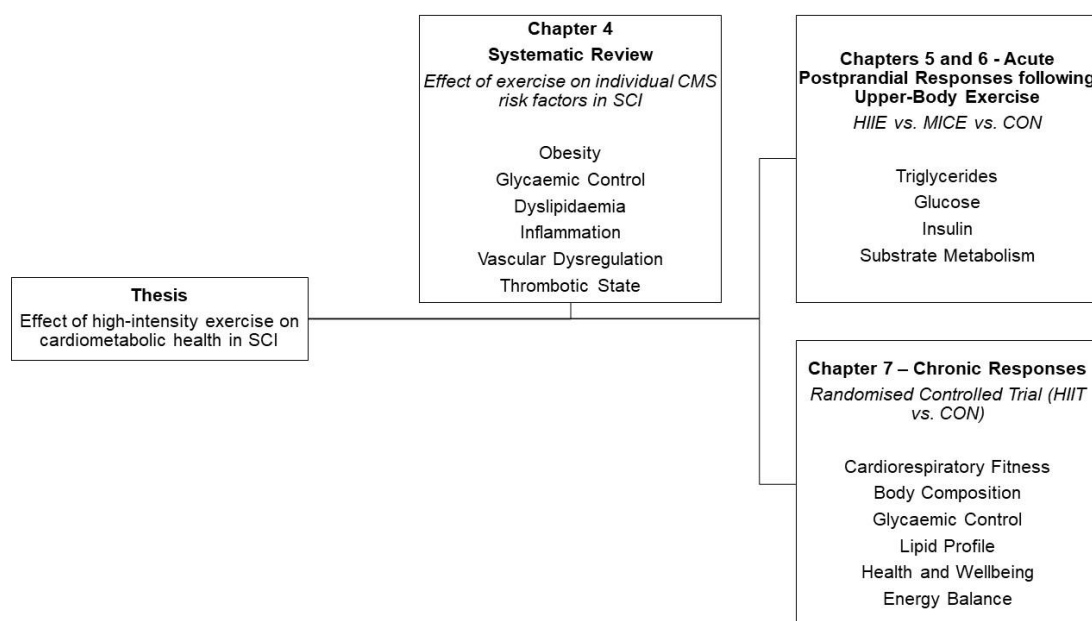 Thesis
Effect of high-intensity exercise on
cardiometabolic health in SCI
Chapter 4
Systematic Review
Effect of exercise on individual CMS
risk factors in SCI
Obesity
Glycaemic Control
Dyslipidaemia
Inflammation
Vascular Dysregulation
Thrombotic State
Chapters 5 and 6 - Acute
Postprandial Responses following
Upper-Body Exercise
HIIE vs. MICE vs. CON
Triglycerides
Glucose
Insulin
Substrate Metabolism
Chapter 7 – Chronic Responses
Randomised Controlled Trial (HIIT
vs. CON)
Cardiorespiratory Fitness
Body Composition
Glycaemic Control
Lipid Profile
Health and Wellbeing
Energy Balance